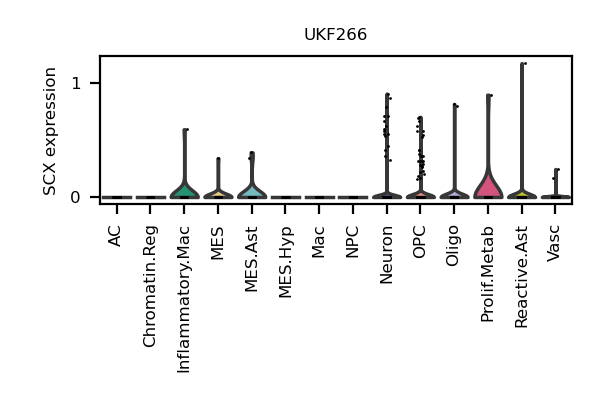 UKF266
SCX expression
1
0
AC
Chromatin.Reg
Inflammatory.Mac
MES
MES.Ast
MES.Hyp
Mac
NPC
Neuron
OPC
Oligo
Prolif.Metab
Reactive.Ast
Vasc